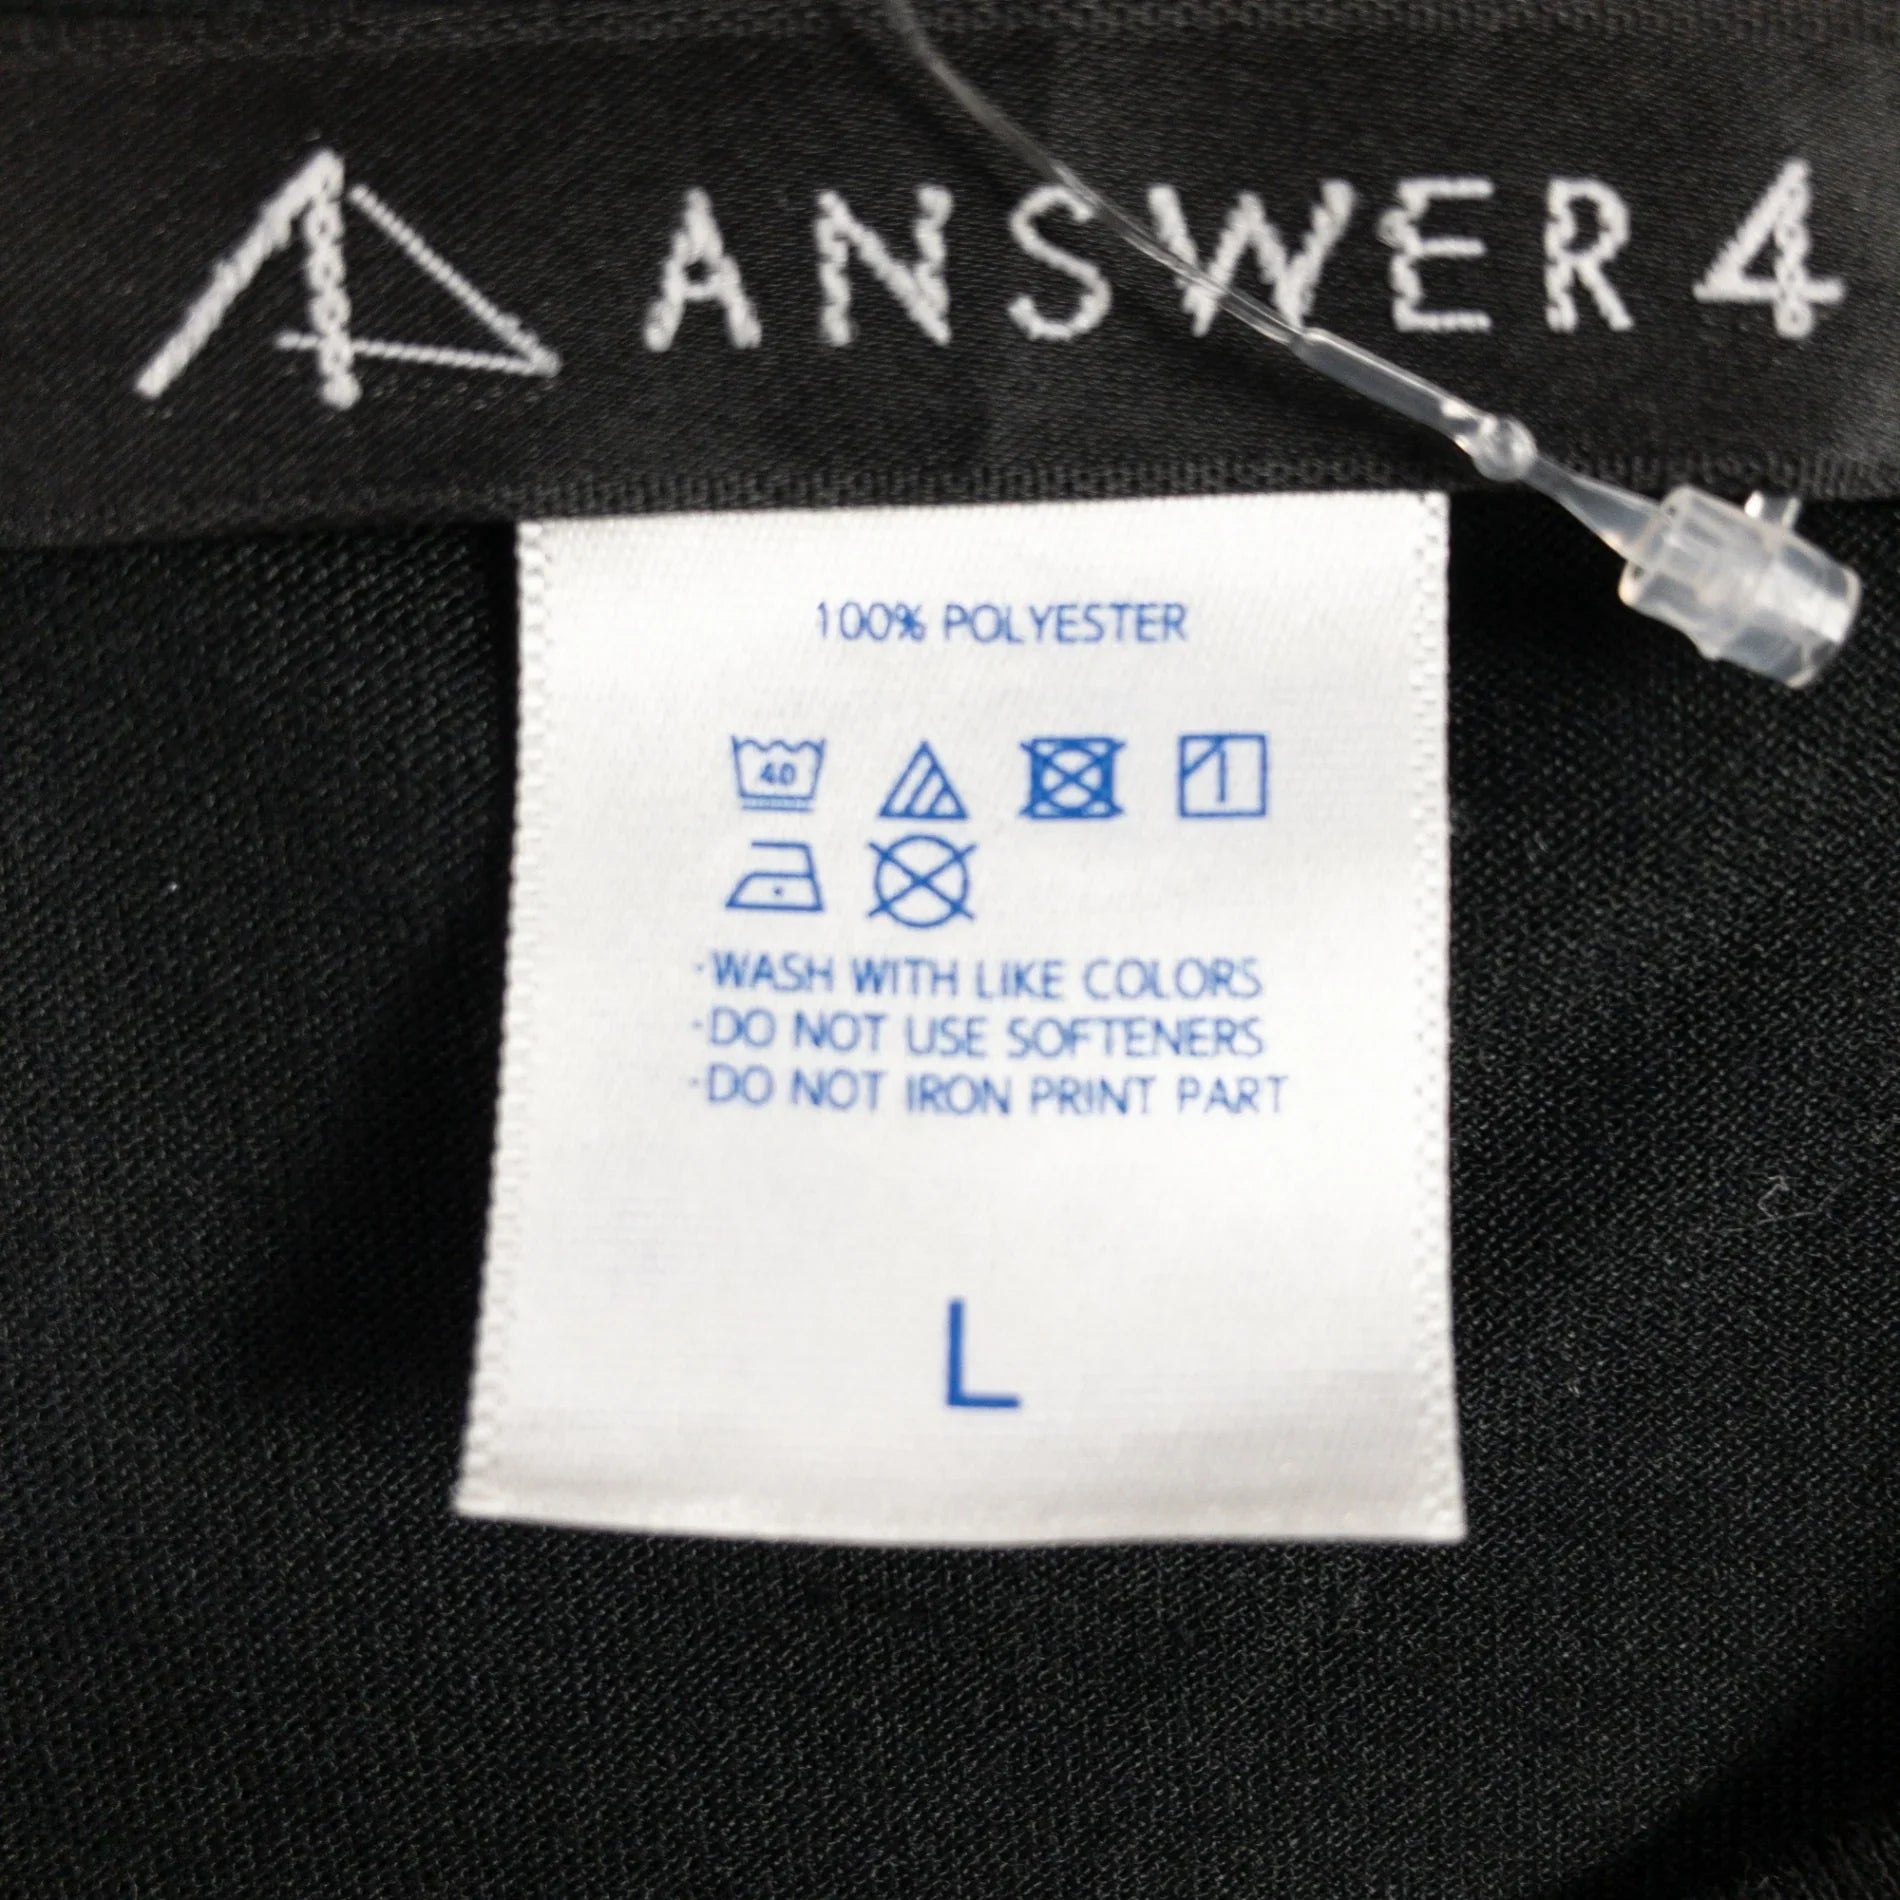 ANSWER4
100% POLYESTER
40
·WASH WITH LIKE COLORS
·DO NOT USE SOFTENERS
·DO NOT IRON PRINT PART
L